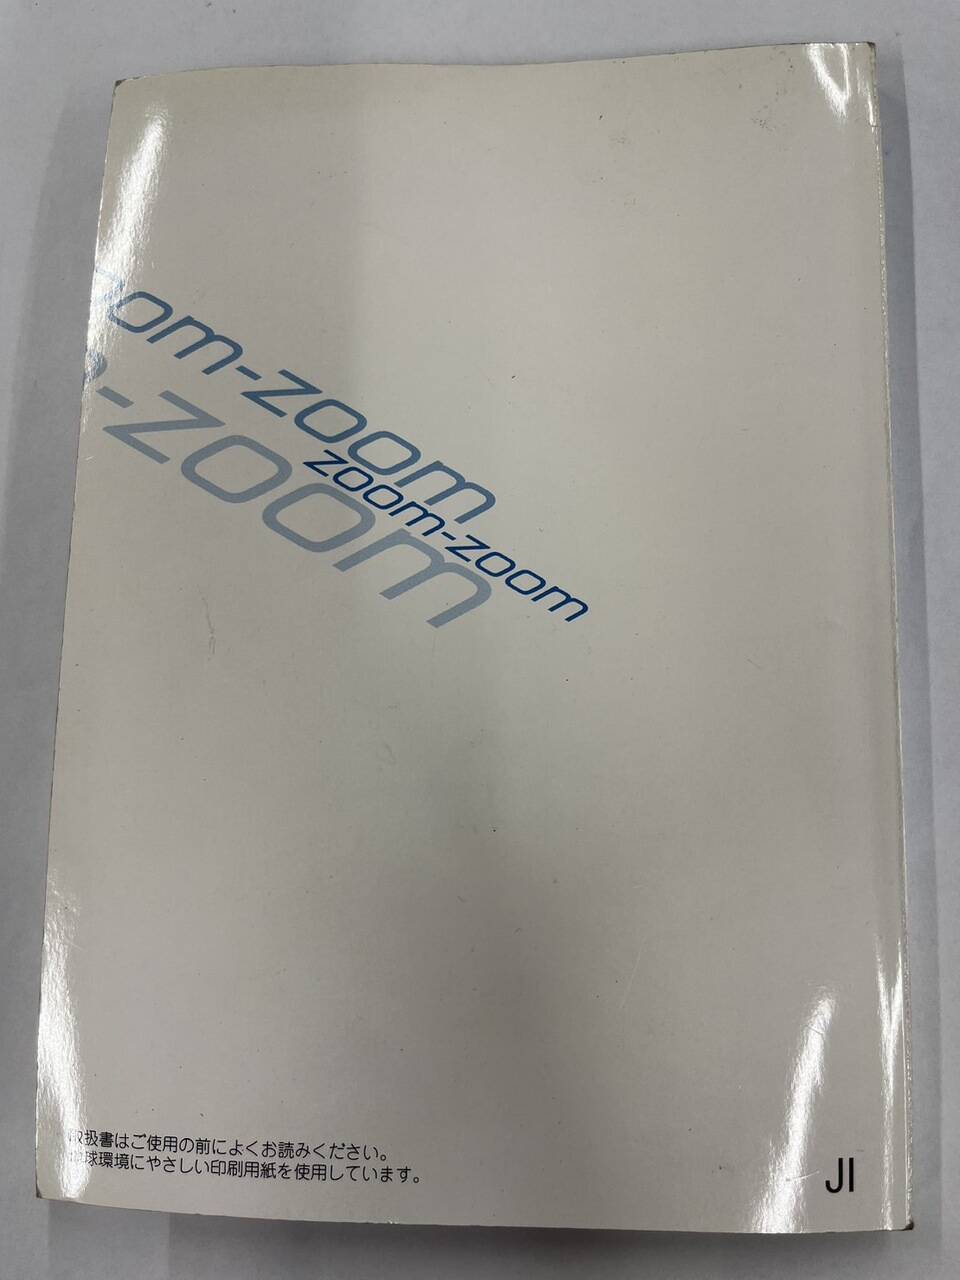 oom-zoom
-zoom
zoom-zoom
取扱書はご使用の前によくお読みください。
地球環境にやさしい印刷用紙を使用しています。
JI